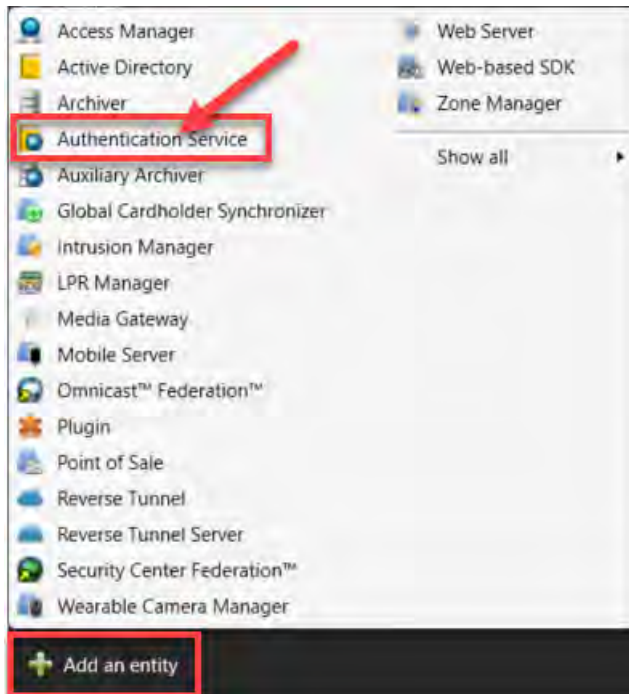 Access Manager
Active Directory
Archiver
Authentication Service
Auxiliary Archiver
Global Cardholder Synchronizer
Intrusion Manager
LPR Manager
Media Gateway
Mobile Server
Omnicast™ Federation™
Plugin
Point of Sale
Reverse Tunnel
Reverse Tunnel Server
Security Center Federation™
Wearable Camera Manager
Web Server
Web-based SDK
Zone Manager
Show all
Add an entity